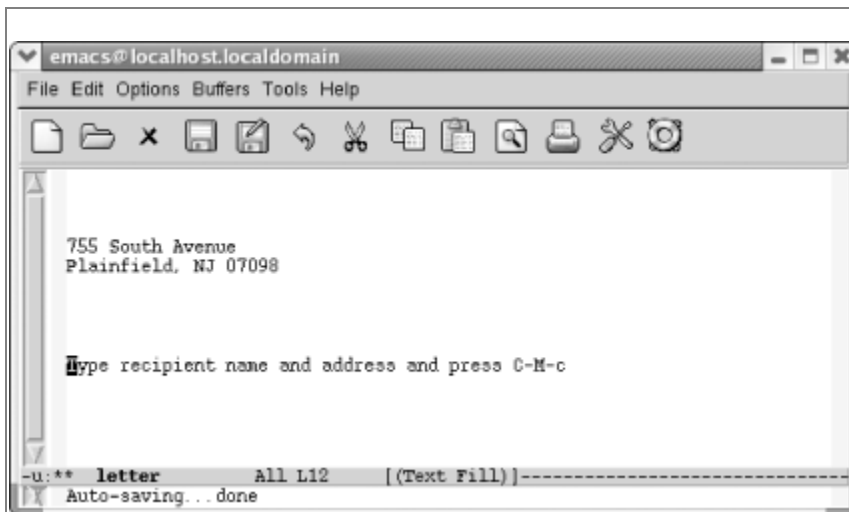 emacs@localhost.localdomain
File Edit Options Buffers Tools Help
755 South Avenue
Plainfield, NJ 07098
Type recipient name and address and press C-M-c
-u:** letter All L12 [(Text Fill)]----------------------------
Auto-saving...done